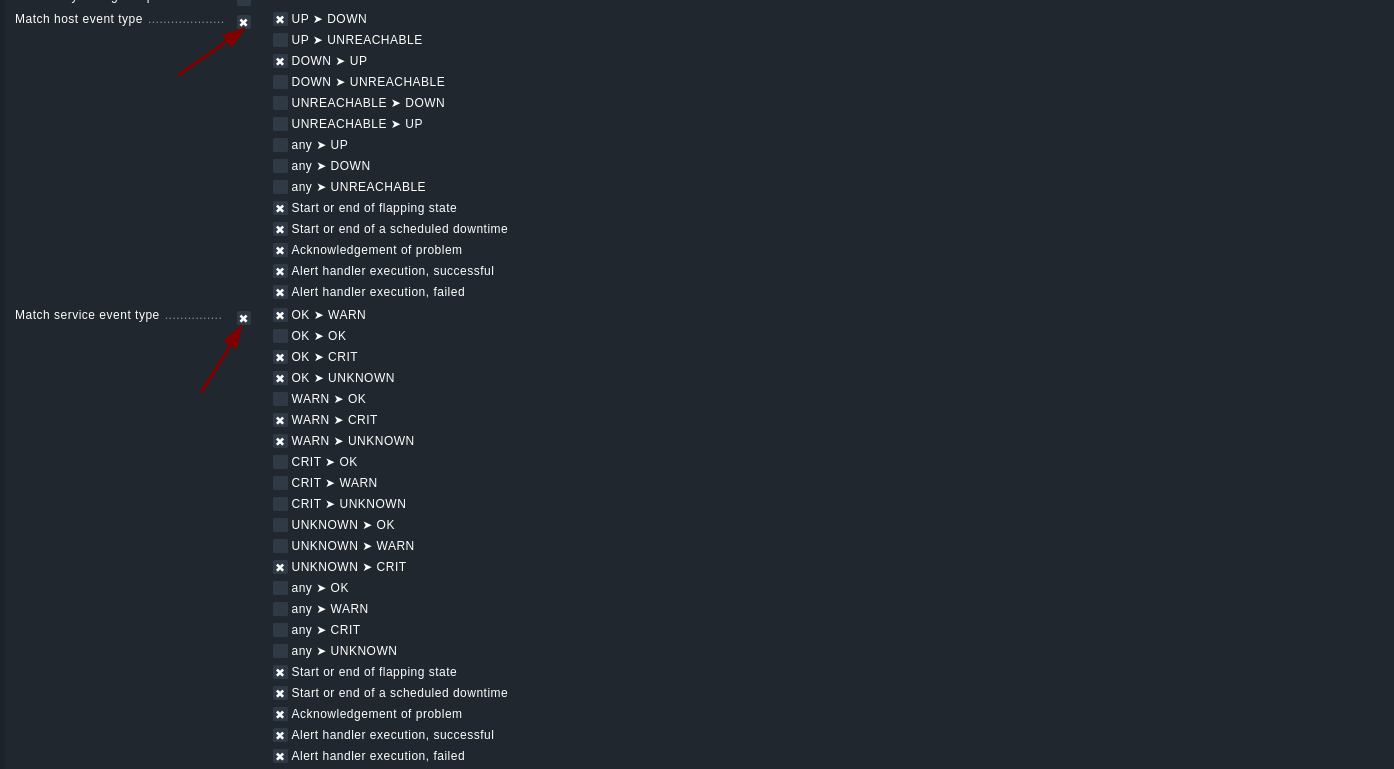 Match host event type .................... ✖ ✖ UP ➤ DOWN
UP ➤ UNREACHABLE
✖ DOWN ➤ UP
DOWN ➤ UNREACHABLE
UNREACHABLE ➤ DOWN
UNREACHABLE ➤ UP
any ➤ UP
any ➤ DOWN
any ➤ UNREACHABLE
✖ Start or end of flapping state
✖ Start or end of a scheduled downtime
✖ Acknowledgement of problem
✖ Alert handler execution, successful
✖ Alert handler execution, failed
Match service event type ............... ✖ ✖ OK ➤ WARN
OK ➤ OK
✖ OK ➤ CRIT
✖ OK ➤ UNKNOWN
WARN ➤ OK
✖ WARN ➤ CRIT
✖ WARN ➤ UNKNOWN
CRIT ➤ OK
CRIT ➤ WARN
CRIT ➤ UNKNOWN
UNKNOWN ➤ OK
UNKNOWN ➤ WARN
✖ UNKNOWN ➤ CRIT
any ➤ OK
any ➤ WARN
any ➤ CRIT
any ➤ UNKNOWN
✖ Start or end of flapping state
✖ Start or end of a scheduled downtime
✖ Acknowledgement of problem
✖ Alert handler execution, successful
✖ Alert handler execution, failed